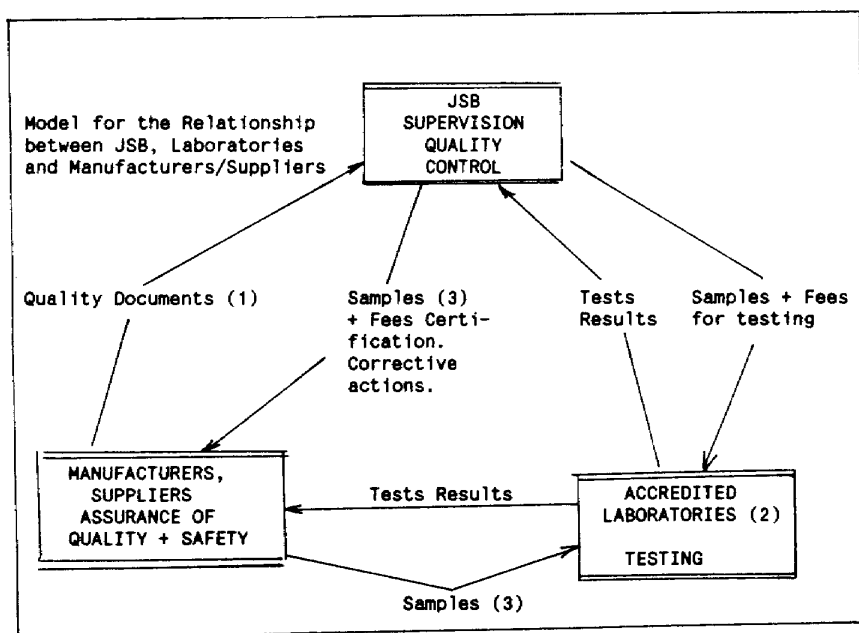 Model for the Relationship
between JSB, Laboratories
and Manufacturers/Suppliers
JSB
SUPERVISION
QUALITY
CONTROL
Quality Documents (1)
Samples (3)
+ Fees Certi-
fication.
Corrective
actions.
Tests
Results
Samples + Fees
for testing
MANUFACTURERS,
SUPPLIERS
ASSURANCE OF
QUALITY + SAFETY
Tests Results
ACCREDITED
LABORATORIES (2)
TESTING
Samples (3)